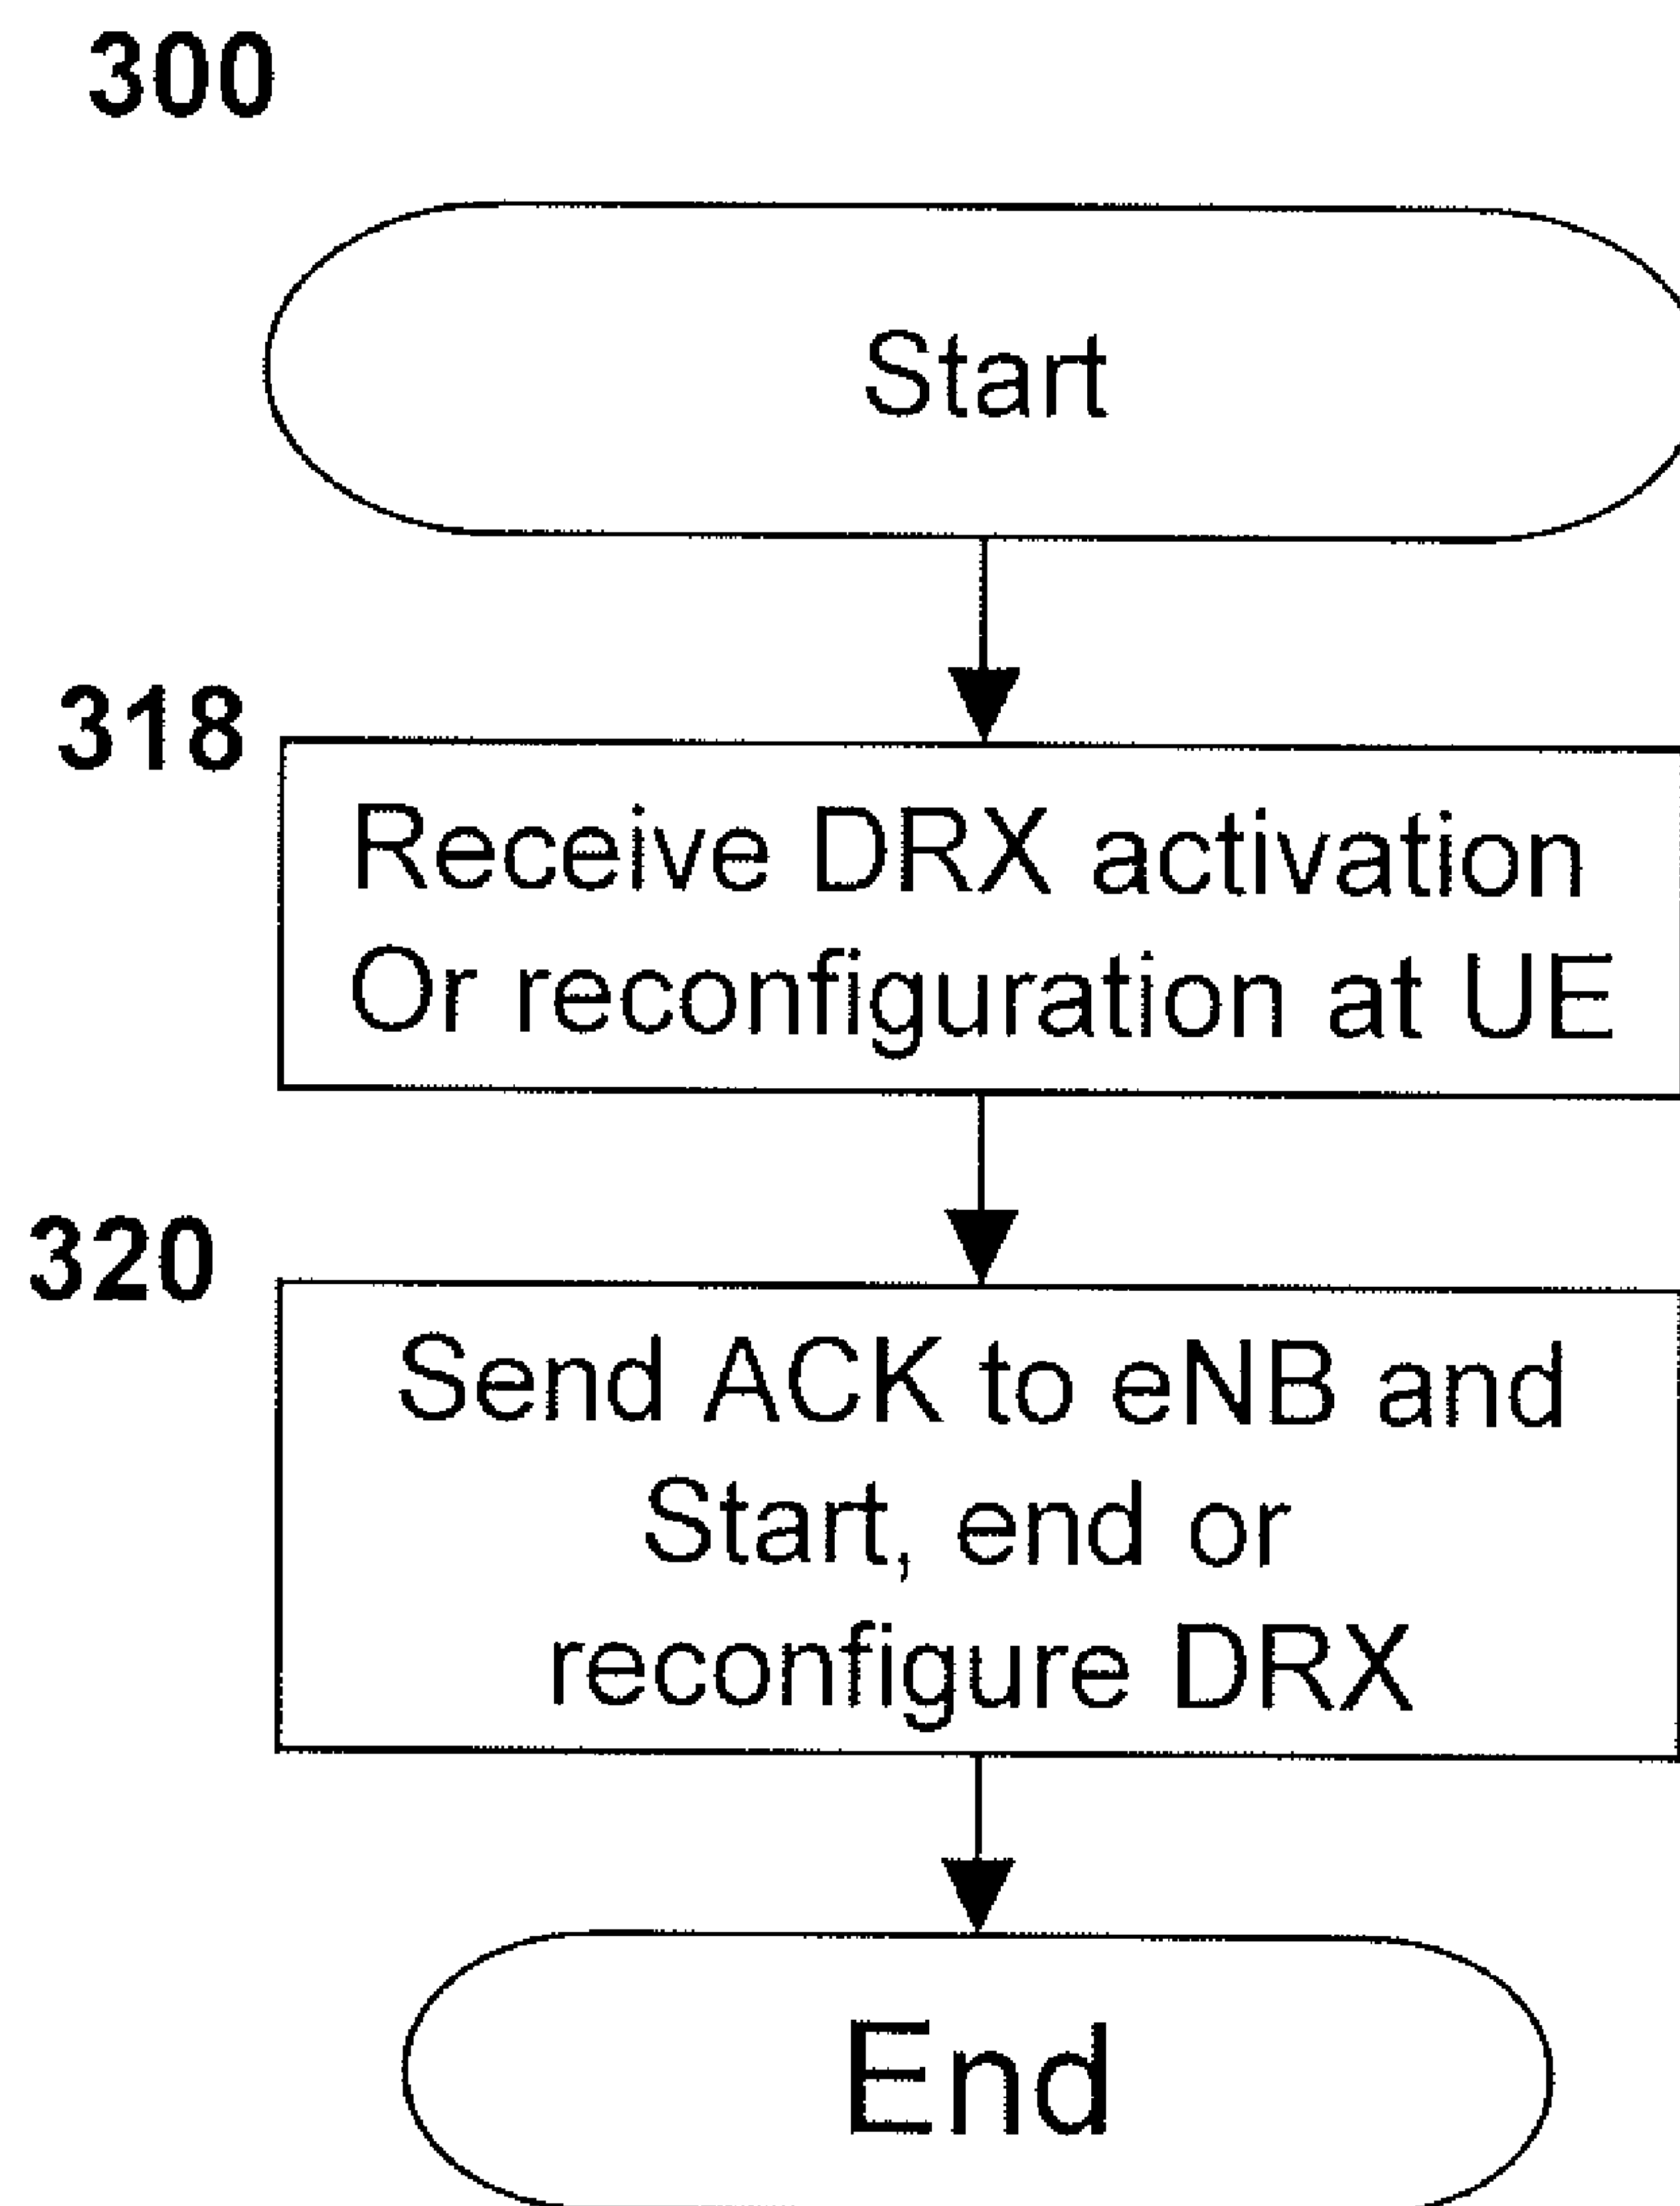 300
Start
318
Receive DRX activation
Or reconfiguration at UE
320
Send ACK to eNB and
Start, end or
reconfigure DRX
End